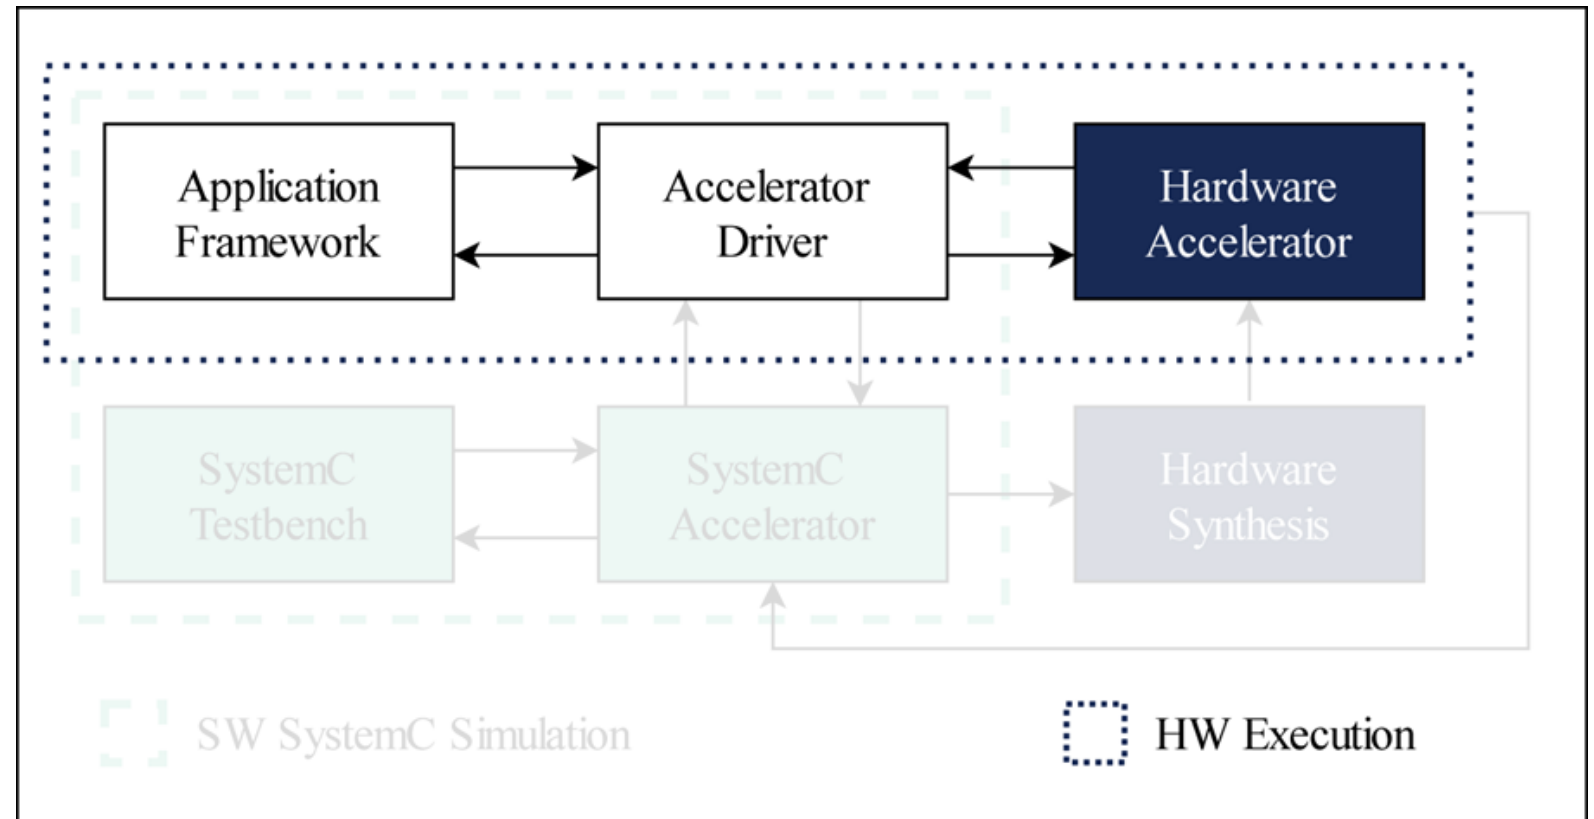 Application
Framework
Accelerator
Driver
Hardware
Accelerator
SystemC
Testbench
SystemC
Accelerator
Hardware
Synthesis
SW SystemC Simulation
HW Execution